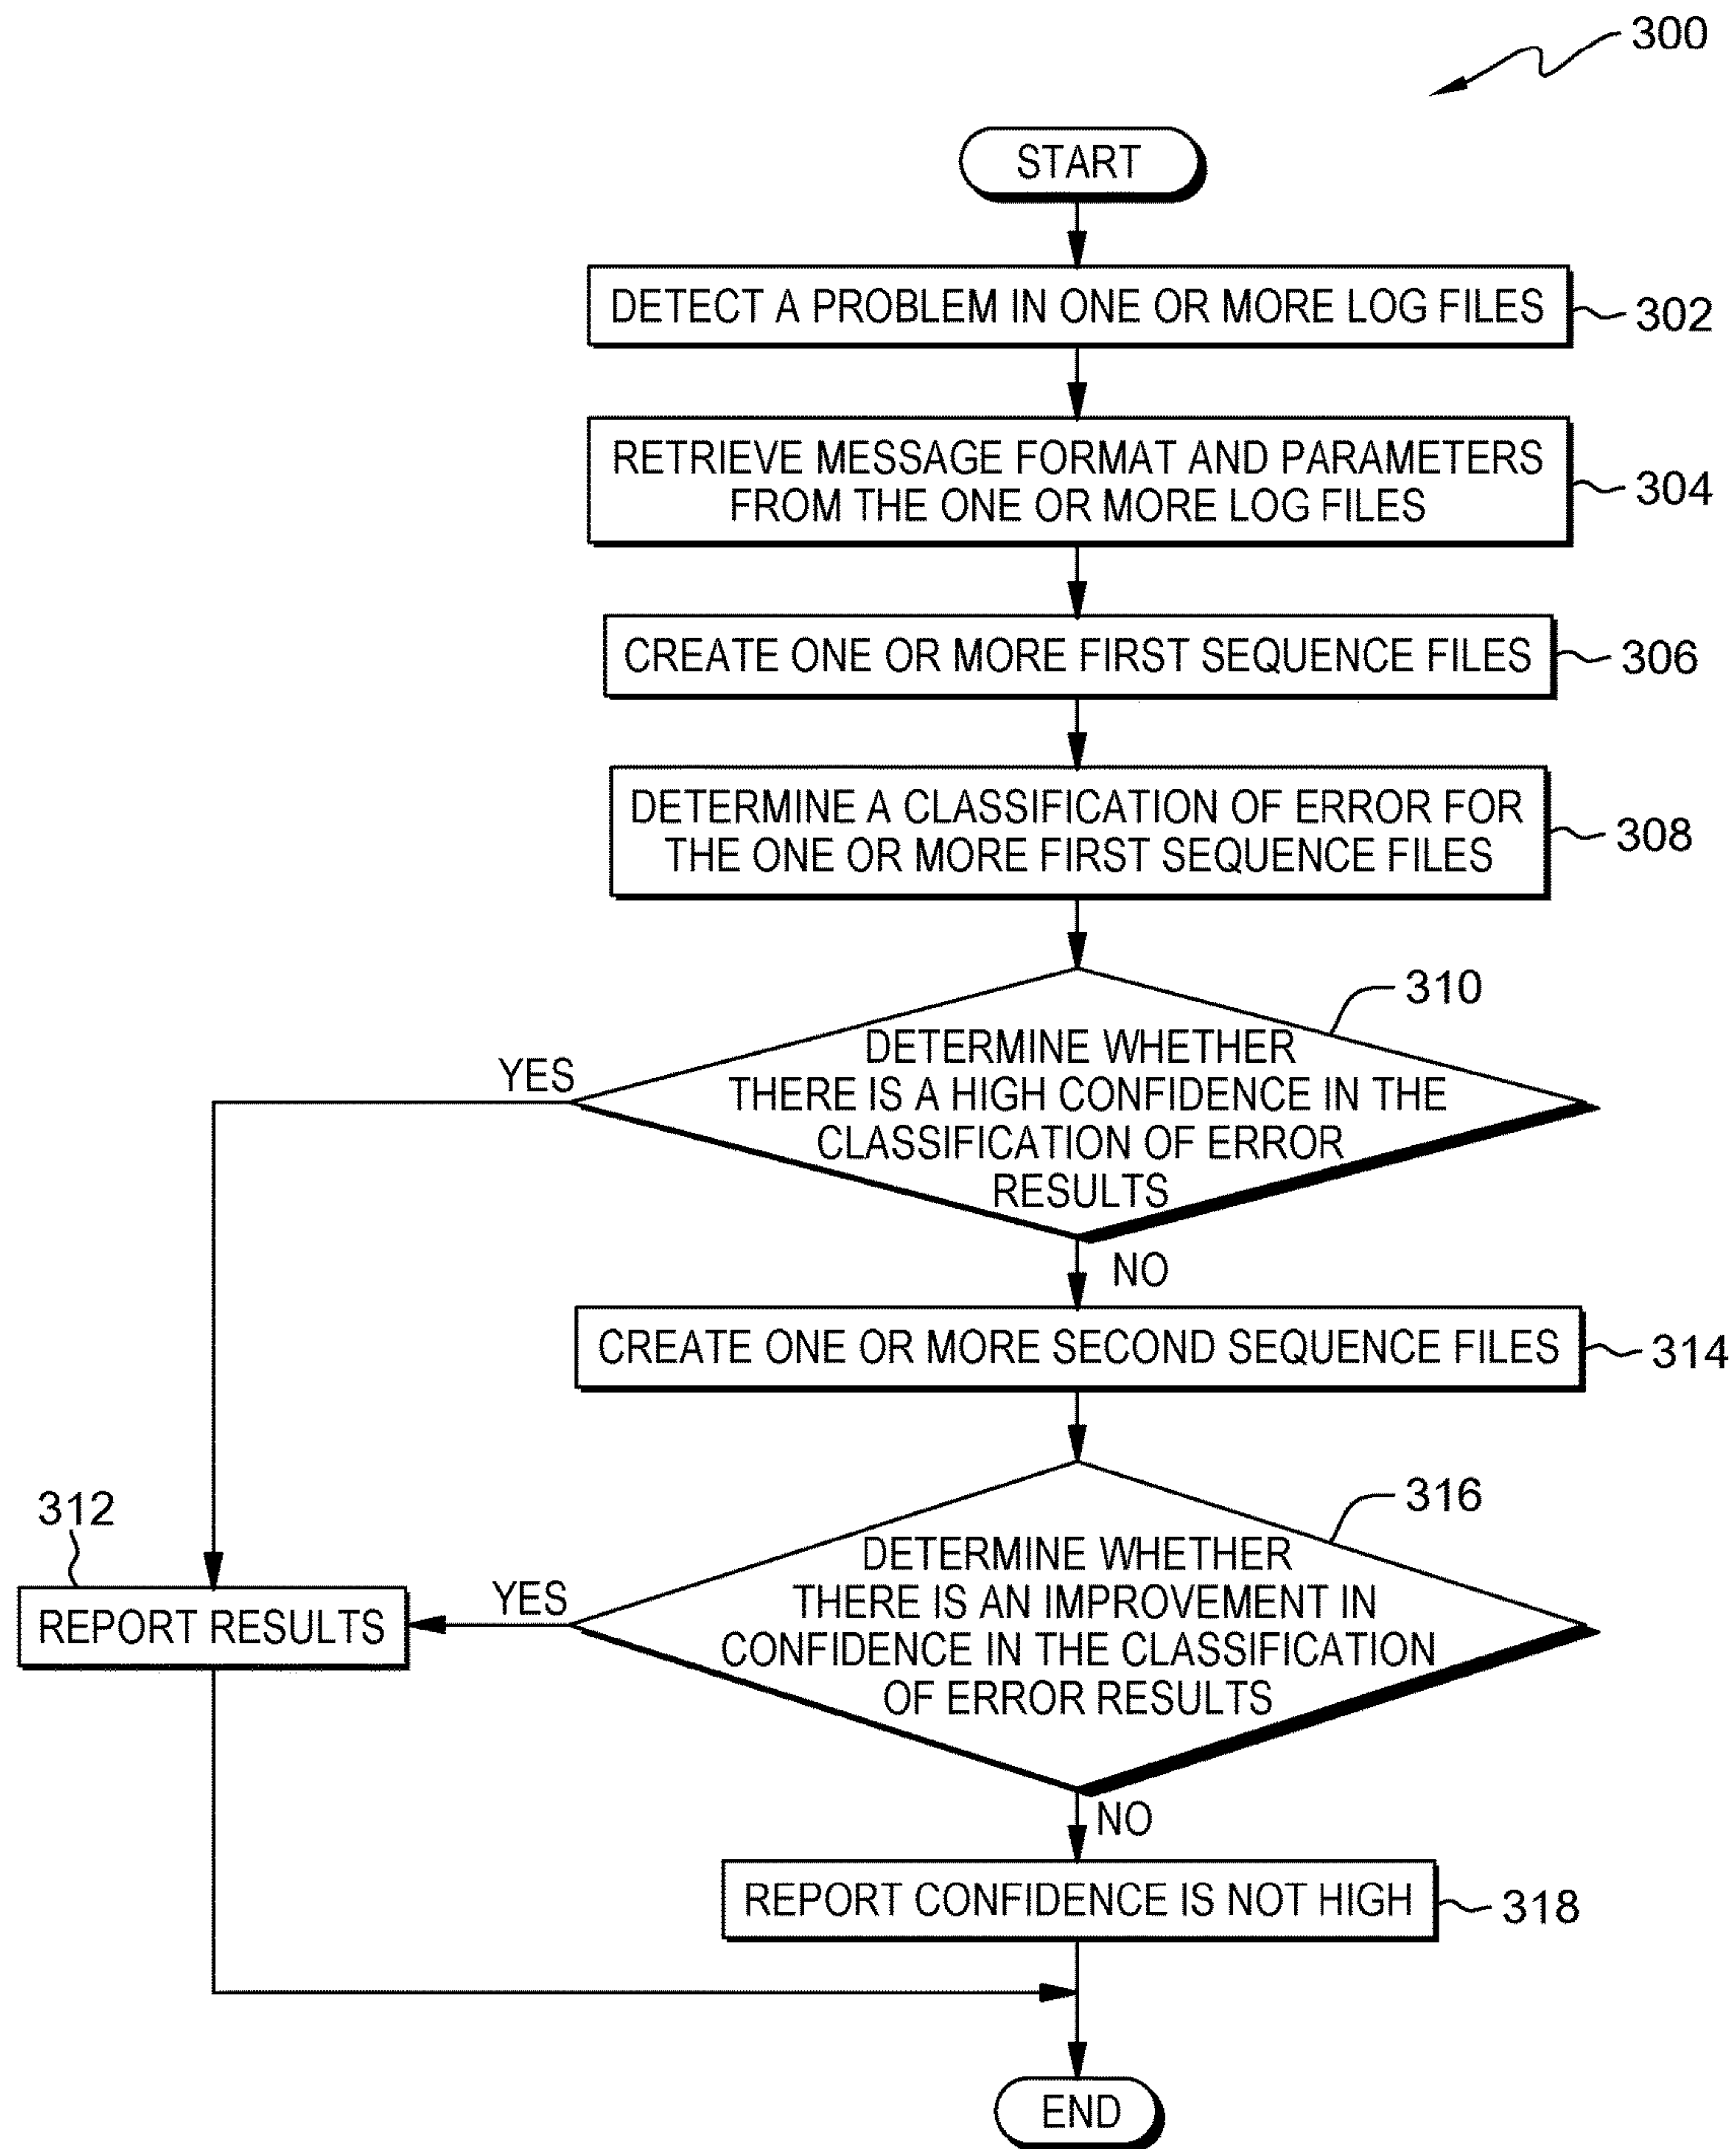 300
START
DETECT A PROBLEM IN ONE OR MORE LOG FILES
302
RETRIEVE MESSAGE FORMAT AND PARAMETERS
FROM THE ONE OR MORE LOG FILES
304
CREATE ONE OR MORE FIRST SEQUENCE FILES
306
DETERMINE A CLASSIFICATION OF ERROR FOR
THE ONE OR MORE FIRST SEQUENCE FILES
308
310
DETERMINE WHETHER
THERE IS A HIGH CONFIDENCE IN THE
CLASSIFICATION OF ERROR
RESULTS
YES
NO
CREATE ONE OR MORE SECOND SEQUENCE FILES
314
316
DETERMINE WHETHER
THERE IS AN IMPROVEMENT IN
CONFIDENCE IN THE CLASSIFICATION
OF ERROR RESULTS
YES
312
REPORT RESULTS
NO
REPORT CONFIDENCE IS NOT HIGH
318
END